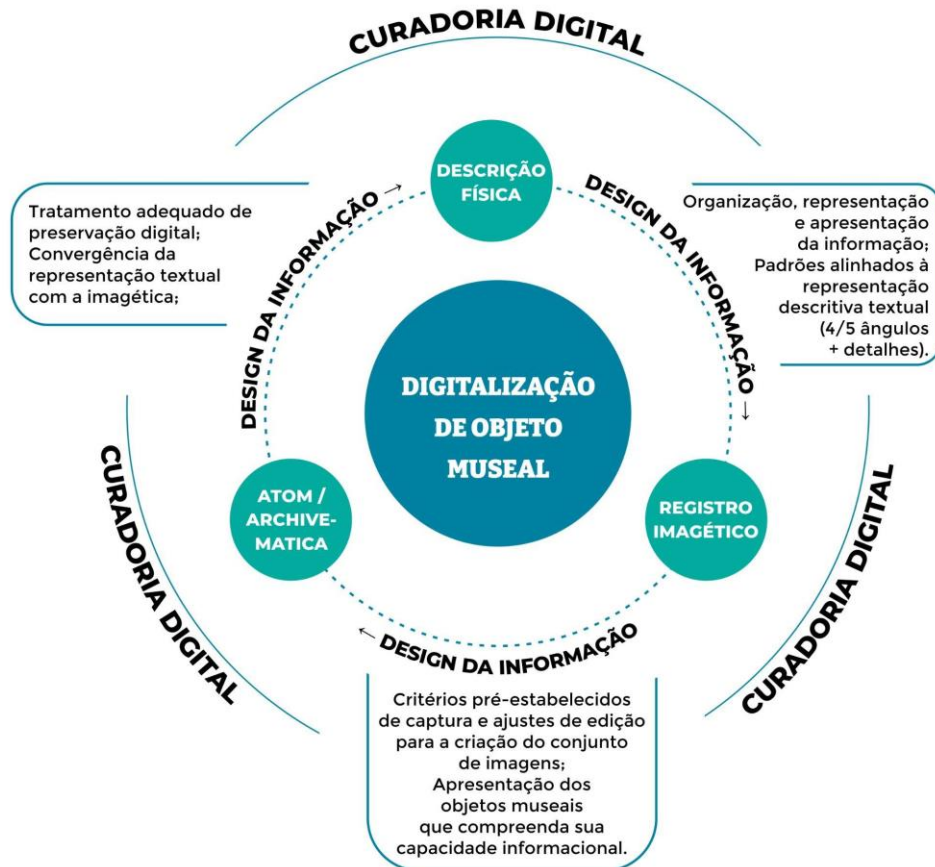 CURADORIA DIGITAL
DESCRIÇÃO
FÍSICA
DESIGN DA INFORMAÇÃO →
DESIGN DA INFORMAÇÃO →
Tratamento adequado de
preservação digital;
Convergência da
representação textual
com a imagética;
Organização, representação
e apresentação
da informação;
Padrões alinhados à
representação
descritiva textual
(4/5 ângulos
+ detalhes).
DIGITALIZAÇÃO
DE OBJETO
MUSEAL
ATOM /
ARCHIVE-
MATICA
REGISTRO
IMAGÉTICO
CURADORIA DIGITAL
CURADORIA DIGITAL
← DESIGN DA INFORMAÇÃO
Critérios pré-estabelecidos
de captura e ajustes de edição
para a criação do conjunto
de imagens;
Apresentação dos
objetos museais
que compreenda sua
capacidade informacional.